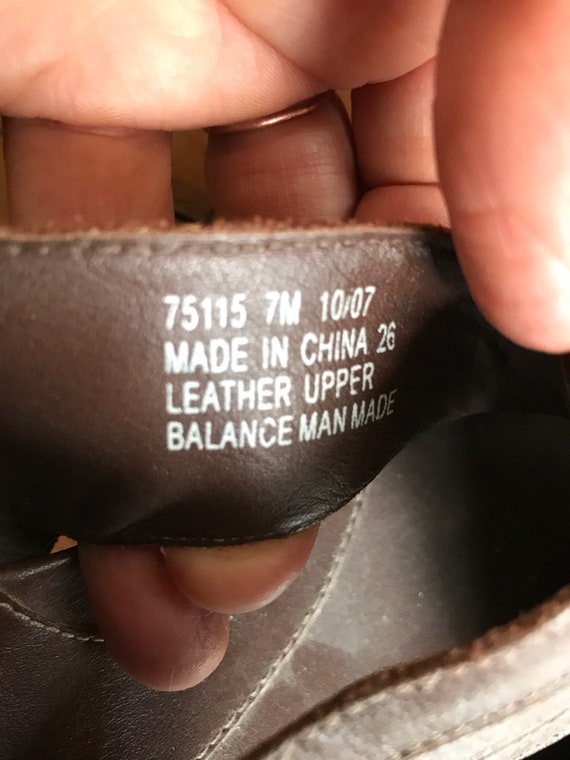 75115 7M 10/07
MADE IN CHINA 26
LEATHER UPPER
BALANCE MAN MADE